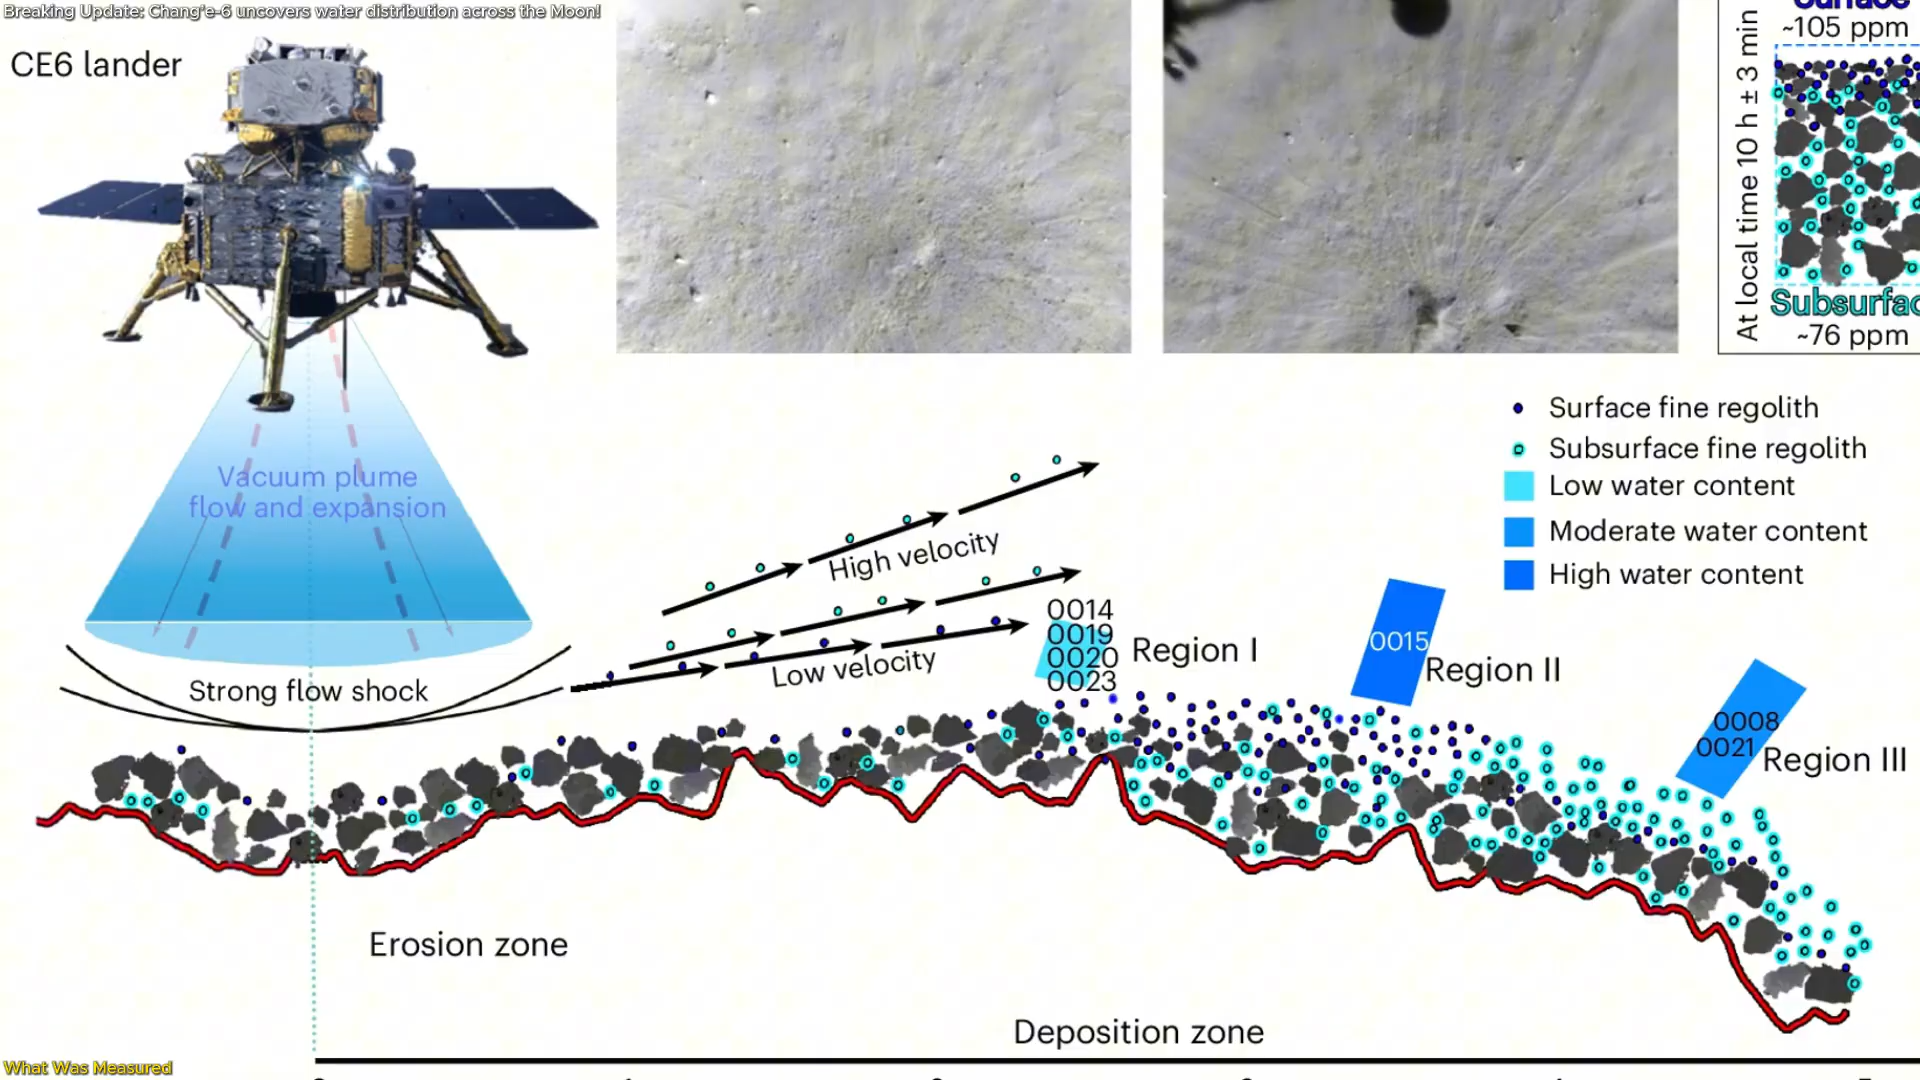 Breaking Update: Chang'e-6 uncovers water distribution across the Moon!
CE6 lander
At local time 10 h ± 3 min
Surface
~105 ppm
~76 ppm
Surface fine regolith
Subsurface fine regolith
Low water content
Moderate water content
High water content
Vacuum plume
flow and expansion
Strong flow shock
High velocity
Low velocity
0014
0019
0020
0023
Region I
0015
Region II
0008
0021
Region III
Erosion zone
Deposition zone
What Was Measured